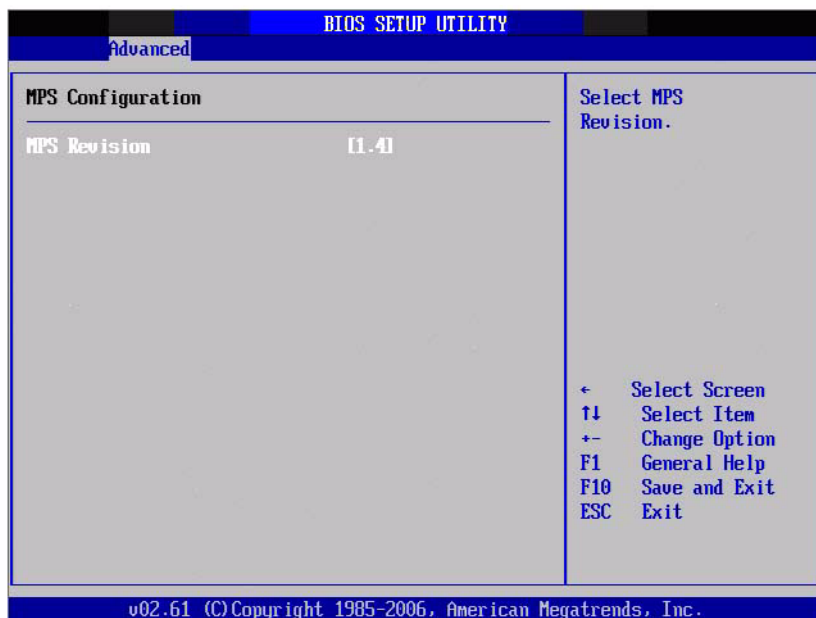 BIOS SETUP UTILITY
Advanced
MPS Configuration
MPS Revision [1.4]
Select MPS
Revision.
← Select Screen
↑↓ Select Item
+- Change Option
F1 General Help
F10 Save and Exit
ESC Exit
v02.61 (C)Copyright 1985-2006, American Megatrends, Inc.